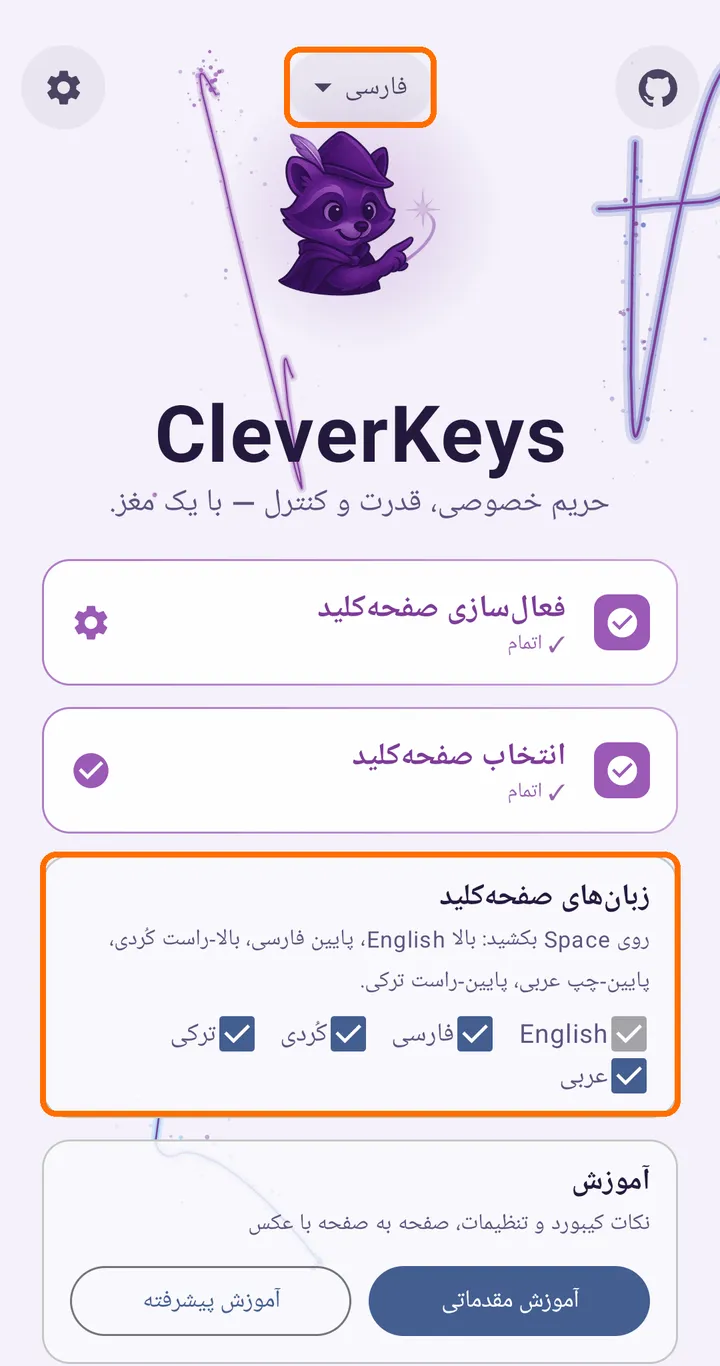 فارسی
CleverKeys
حریم خصوصی، قدرت و کنترل — با یک مغز.
فعال‌سازی صفحه‌کلید
✓ اتمام
انتخاب صفحه‌کلید
✓ اتمام
زبان‌های صفحه‌کلید
روی Space بکشید: بالا English، پایین فارسی، بالا-راست کُردی،
پایین-چپ عربی، پایین-راست ترکی.
English فارسی کُردی ترکی
عربی
آموزش
نکات کیبورد و تنظیمات، صفحه به صفحه با عکس
آموزش مقدماتی آموزش پیشرفته